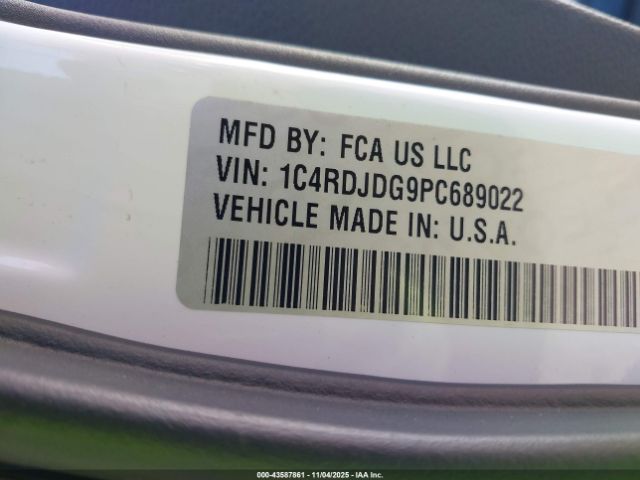 MFD BY: FCA US LLC
VIN: 1C4RDJDG9PC689022
VEHICLE MADE IN: U.S.A.
000-43587861 - 11/04/2025 - IAA Inc.